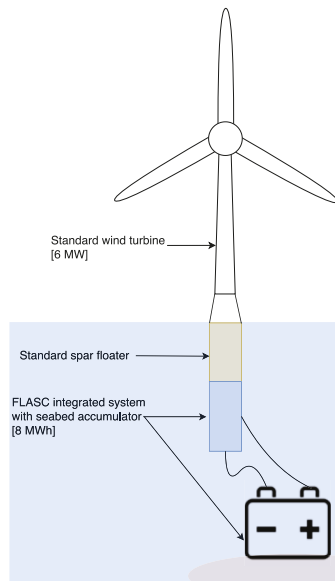 Standard wind turbine
[6 MW]
Standard spar floater
FLASC integrated system
with seabed accumulator
[8 MWh]